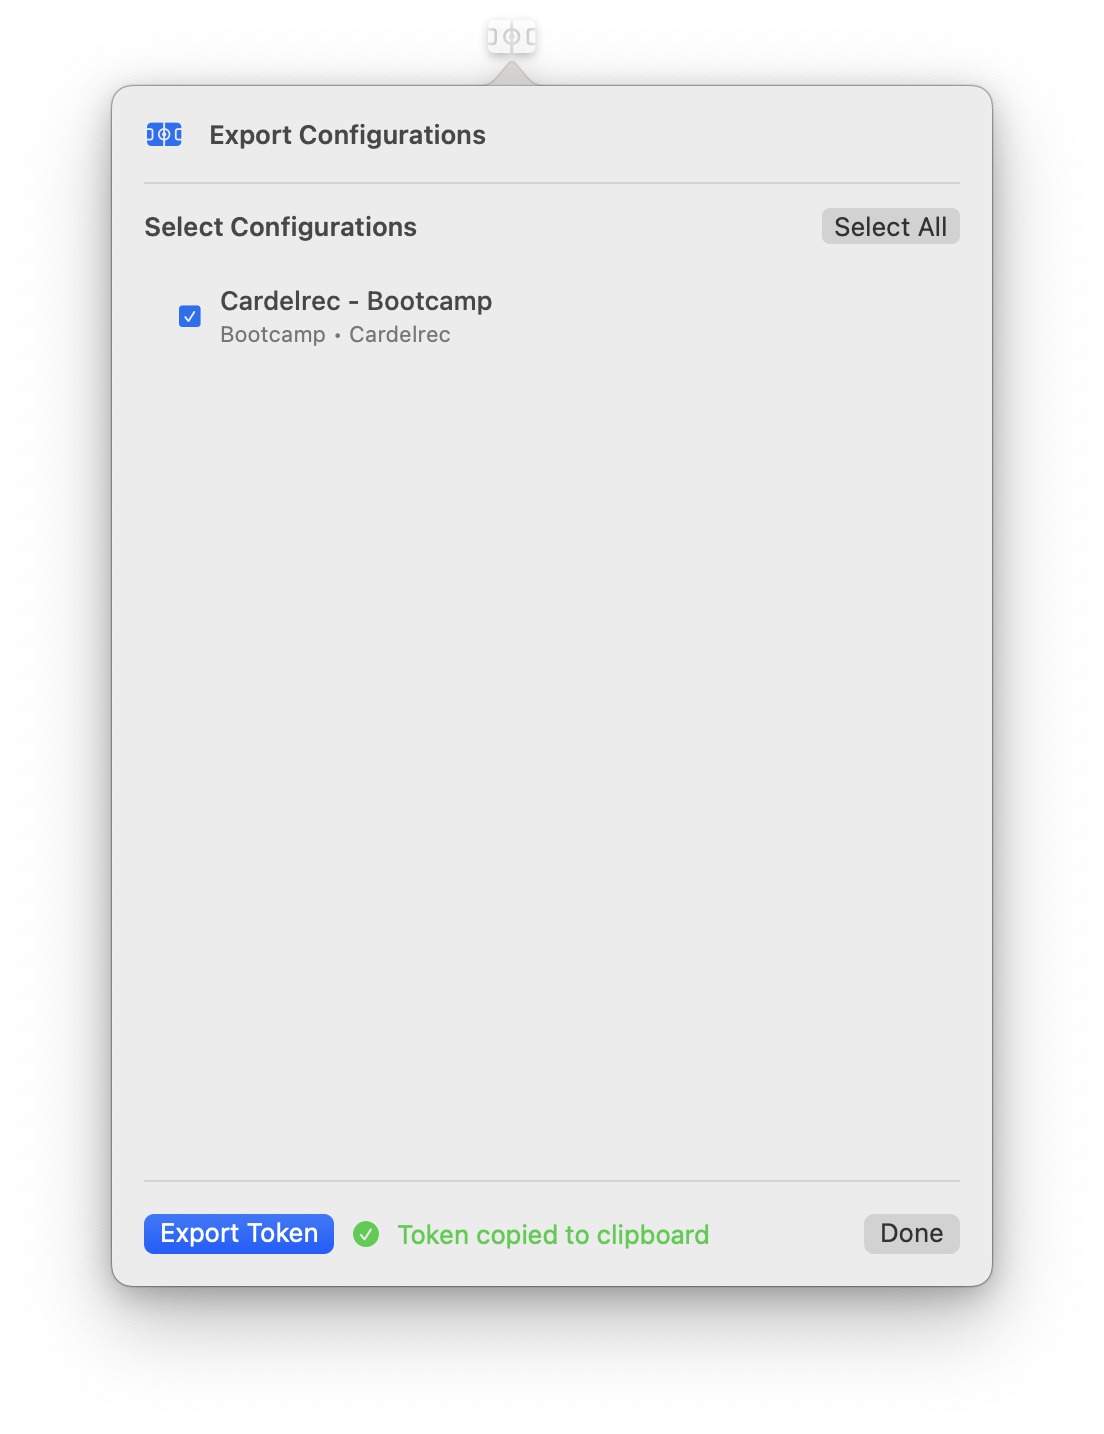 Export Configurations
Select Configurations
Select All
Cardelrec - Bootcamp
Bootcamp • Cardelrec
Export Token
Token copied to clipboard
Done